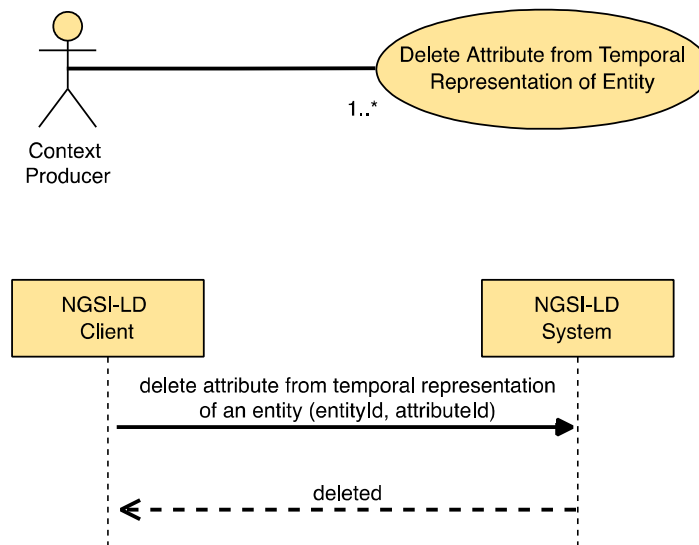 Delete Attribute from Temporal
Representation of Entity
1..*
Context
Producer
NGSI-LD
Client
NGSI-LD
System
delete attribute from temporal representation
of an entity (entityId, attributeId)
deleted